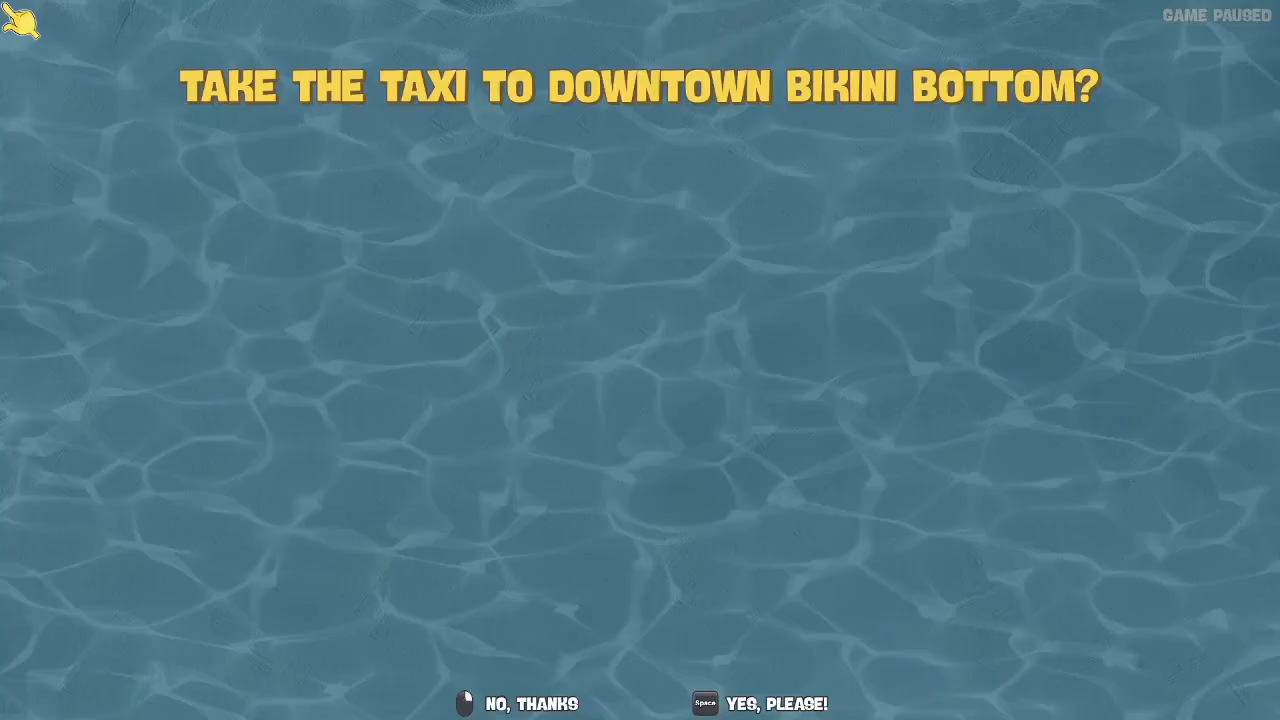 GAME PAUSED
TAKE THE TAXI TO DOWNTOWN BIKINI BOTTOM?
NO, THANKS
Space YES, PLEASE!